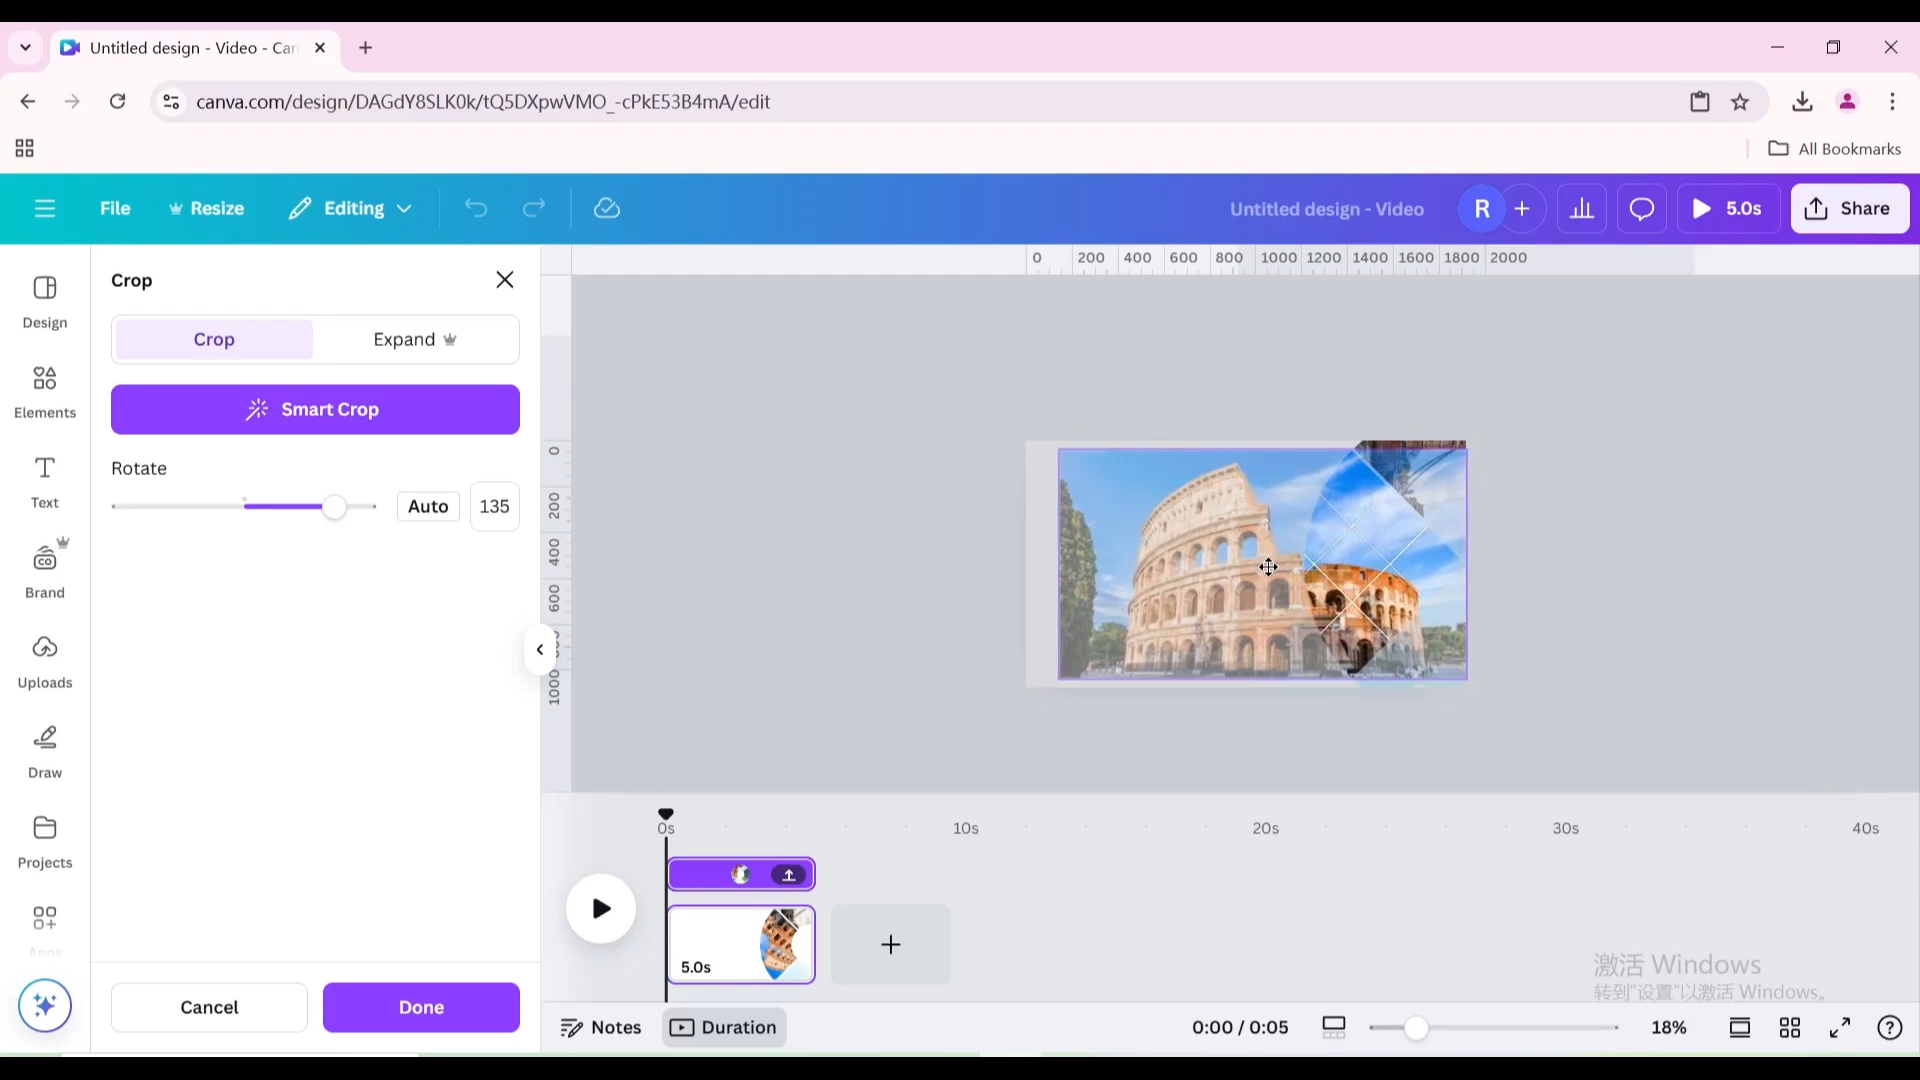 Untitled design - Video - Can
canva.com/design/DAGdY8SLK0k/tQ5DXpwVMO_-cPkE53B4mA/edit
All Bookmarks
File
Resize
Editing
Untitled design - Video
R
5.0s
Share
Design
Elements
Text
Brand
Uploads
Draw
Projects
Apps
Crop
Crop
Expand
Smart Crop
Rotate
Auto
135
Cancel
Done
0 200 400 600 800 1000 1200 1400 1600 1800 2000
0
200
400
600
1000
0s 10s 20s 30s 40s
5.0s
激活 Windows
转到"设置"以激活 Windows。
Notes
Duration
0:00 / 0:05
18%